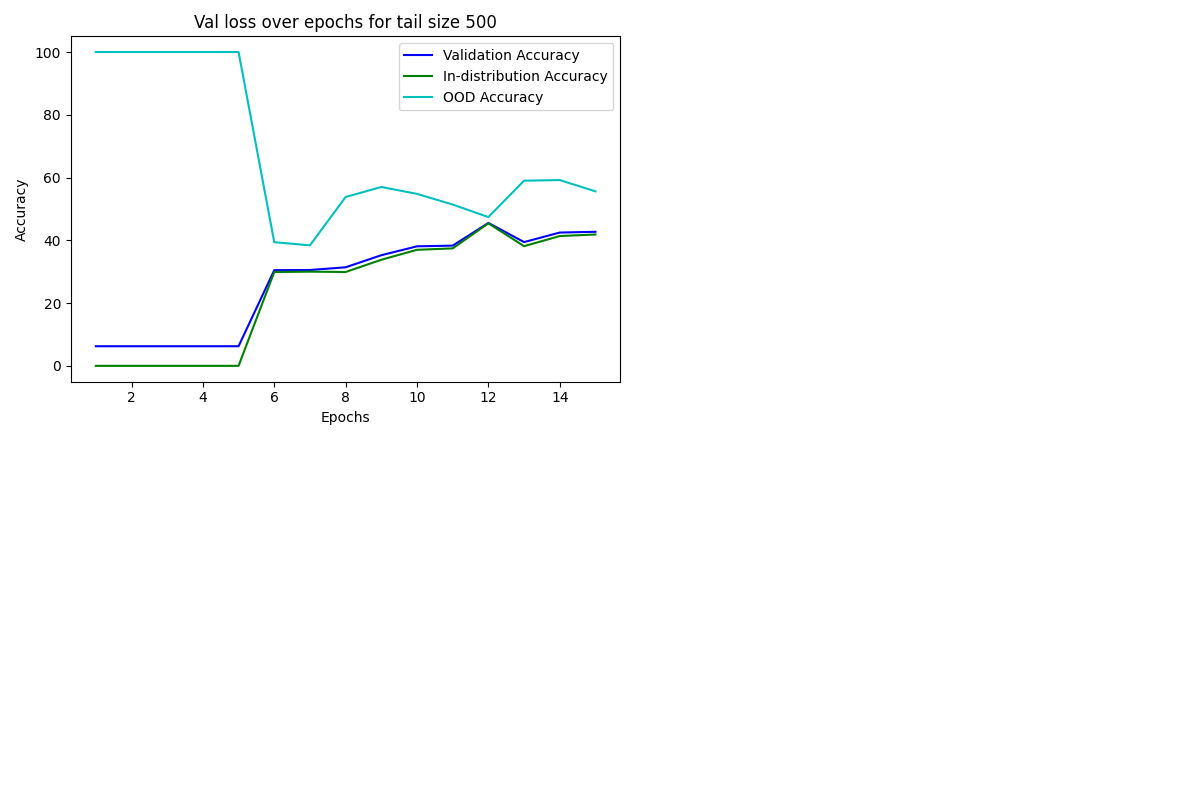 Val loss over epochs for tail size 500
Validation Accuracy
In-distribution Accuracy
OOD Accuracy
Accuracy
100
80
60
40
20
0
2 4 6 8 10 12 14
Epochs